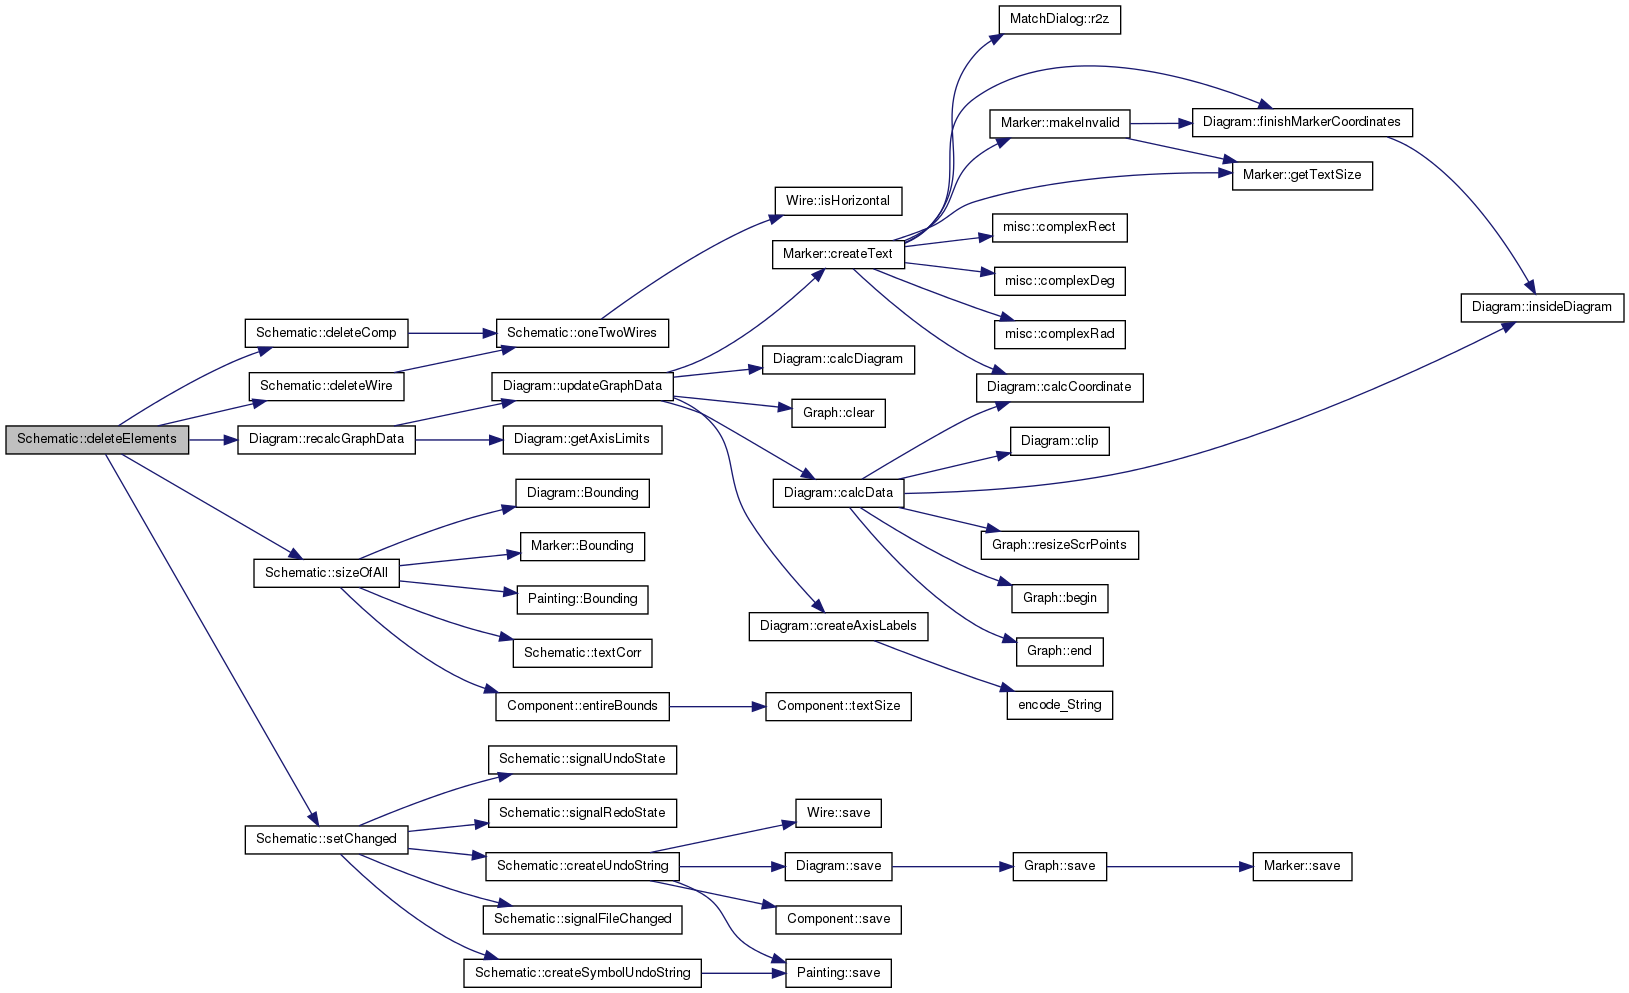 MatchDialog::r2z
Marker::makeInvalid
Diagram::finishMarkerCoordinates
Marker::getTextSize
Wire::isHorizontal
misc::complexRect
Marker::createText
misc::complexDeg
Diagram::insideDiagram
Schematic::deleteComp
Schematic::oneTwoWires
misc::complexRad
Diagram::calcDiagram
Schematic::deleteWire
Diagram::updateGraphData
Diagram::calcCoordinate
Graph::clear
Schematic::deleteElements
Diagram::recalcGraphData
Diagram::getAxisLimits
Diagram::clip
Diagram::Bounding
Diagram::calcData
Marker::Bounding
Graph::resizeScrPoints
Schematic::sizeOfAll
Painting::Bounding
Graph::begin
Diagram::createAxisLabels
Schematic::textCorr
Graph::end
Component::entireBounds
Component::textSize
encode_String
Schematic::signalUndoState
Schematic::signalRedoState
Wire::save
Schematic::setChanged
Schematic::createUndoString
Diagram::save
Graph::save
Marker::save
Schematic::signalFileChanged
Component::save
Schematic::createSymbolUndoString
Painting::save